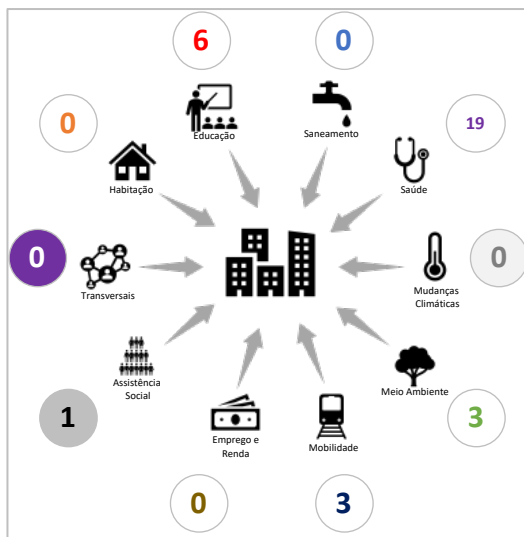 6
0
Educação
Saneamento
0
19
Habitação
Saúde
0
0
Transversais
Mudanças
Climáticas
Assistência
Social
Meio Ambiente
1
3
Emprego e
Renda
Mobilidade
0
3